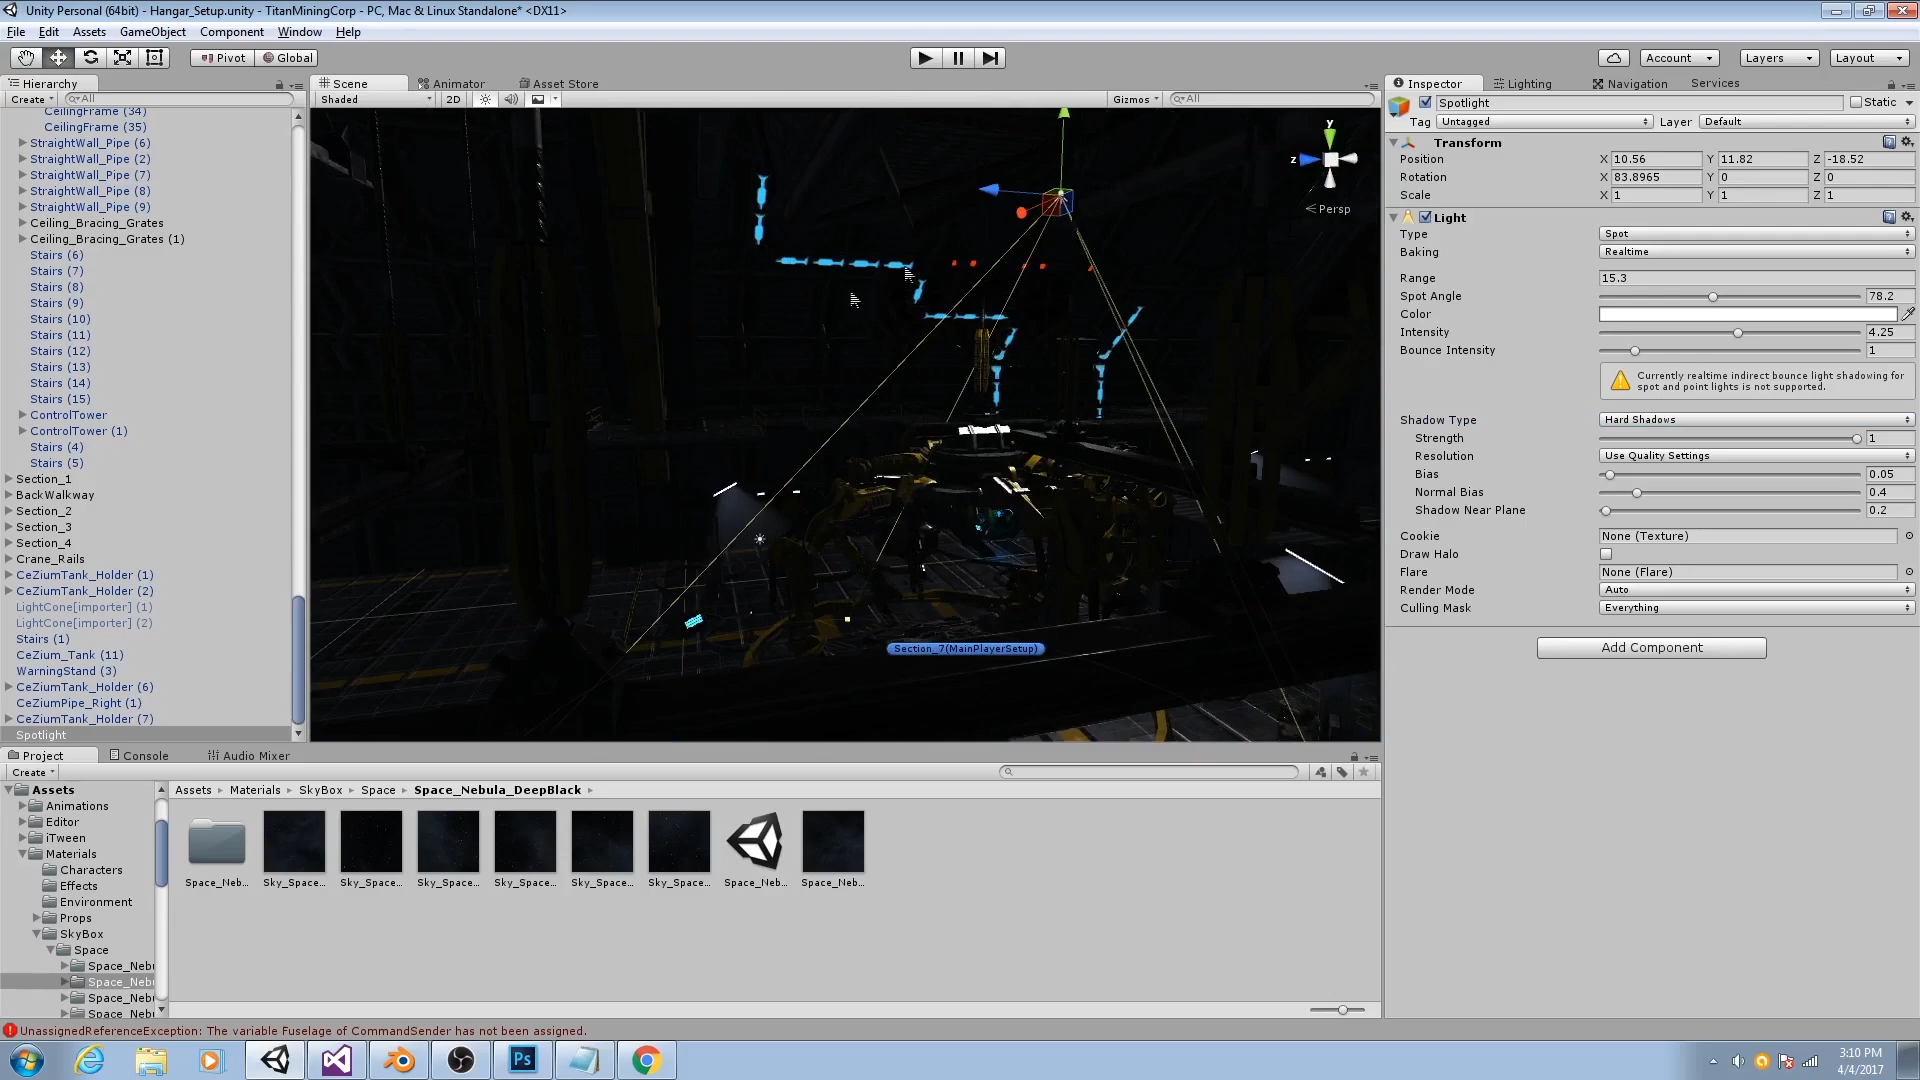 Unity Personal (64bit) - Hangar_Setup.unity - TitanMiningCorp - PC, Mac & Linux Standalone* <DX11>
File Edit Assets GameObject Component Window Help
Pivot Global Account Layers Layout
Hierarchy
Create All
CeilingFrame (34)
CeilingFrame (35)
StraightWall_Pipe (6)
StraightWall_Pipe (2)
StraightWall_Pipe (7)
StraightWall_Pipe (8)
StraightWall_Pipe (9)
Ceiling_Bracing_Grates
Ceiling_Bracing_Grates (1)
Stairs (6)
Stairs (7)
Stairs (8)
Stairs (9)
Stairs (10)
Stairs (11)
Stairs (12)
Stairs (13)
Stairs (14)
Stairs (15)
ControlTower
ControlTower (1)
Stairs (4)
Stairs (5)
Section_1
BackWalkway
Section_2
Section_3
Section_4
Crane_Rails
CeZiumTank_Holder (1)
CeZiumTank_Holder (2)
LightCone[importer] (1)
LightCone[importer] (2)
Stairs (1)
CeZium_Tank (11)
WarningStand (3)
CeZiumTank_Holder (6)
CeZiumPipe_Right (1)
CeZiumTank_Holder (7)
Spotlight
Scene Animator Asset Store
Shaded 2D Gizmos All
y
z
Persp
Section_7(MainPlayerSetup)
Inspector Lighting Navigation Services
Spotlight Static
Tag Untagged Layer Default
Transform
Position X 10.56 Y 11.82 Z -18.52
Rotation X 83.8965 Y 0 Z 0
Scale X 1 Y 1 Z 1
Light
Type Spot
Baking Realtime
Range 15.3
Spot Angle 78.2
Color
Intensity 4.25
Bounce Intensity 1
Currently realtime indirect bounce light shadowing for
spot and point lights is not supported.
Shadow Type Hard Shadows
Strength 1
Resolution Use Quality Settings
Bias 0.05
Normal Bias 0.4
Shadow Near Plane 0.2
Cookie None (Texture)
Draw Halo
Flare None (Flare)
Render Mode Auto
Culling Mask Everything
Add Component
Project Console Audio Mixer
Create
Assets
Animations
Editor
iTween
Materials
Characters
Effects
Environment
Props
SkyBox
Space
Space_Neb
Space_Neb
Space_Neb
Space_Neb
Assets Materials SkyBox Space Space_Nebula_DeepBlack
Space_Neb... Sky_Space... Sky_Space... Sky_Space... Sky_Space... Sky_Space... Sky_Space... Space_Neb... Space_Neb...
UnassignedReferenceException: The variable Fuselage of CommandSender has not been assigned.
Ps
3:10 PM
4/4/2017